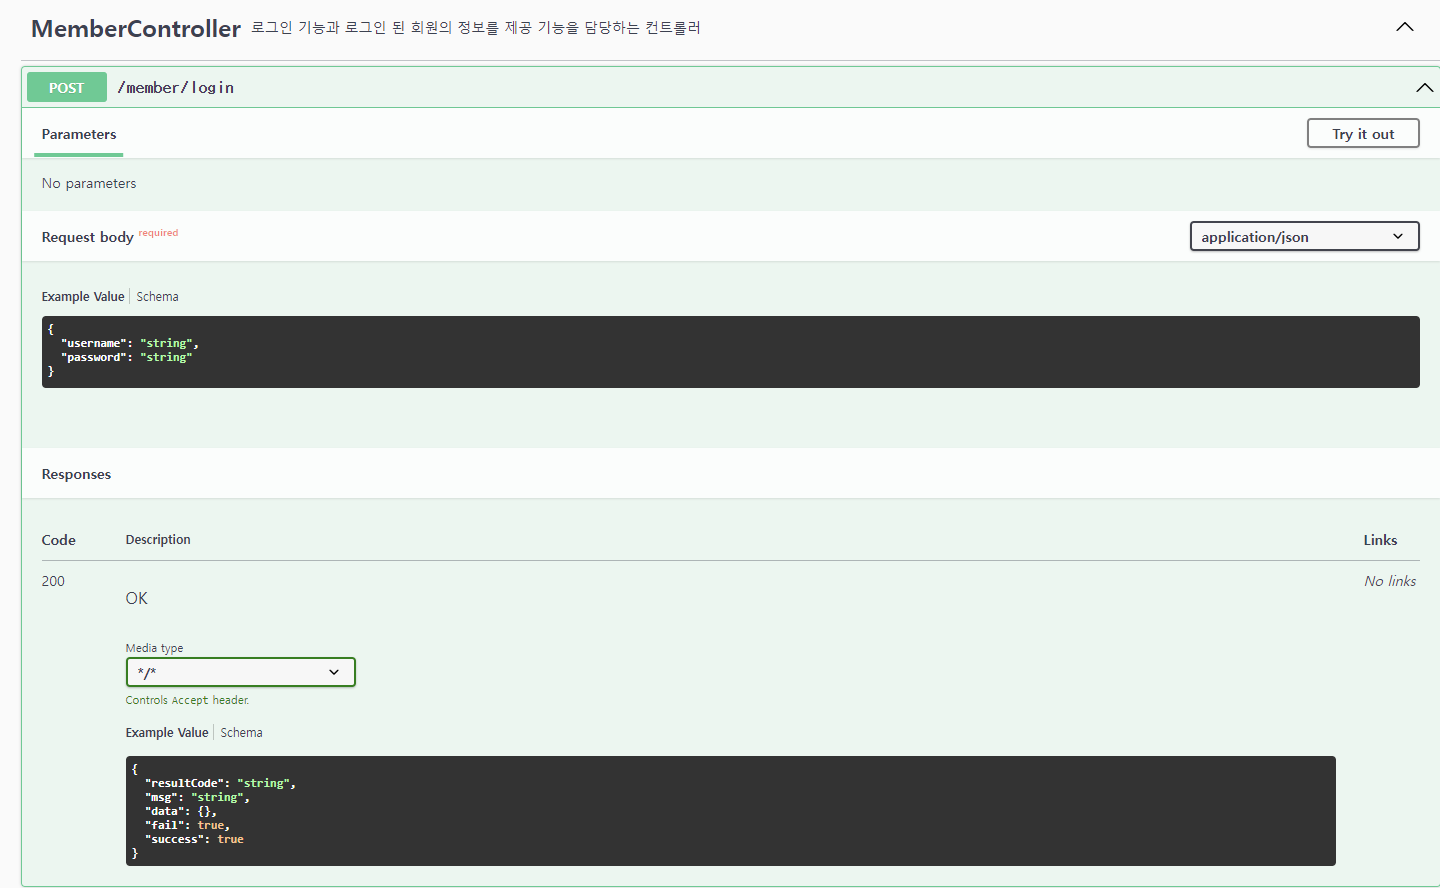 MemberController 로그인 기능과 로그인 된 회원의 정보를 제공 기능을 담당하는 컨트롤러
POST /member/login
Parameters Try it out
No parameters
Request body required application/json
Example Value Schema
{
"username": "string",
"password": "string"
}
Responses
Code Description Links
200 No links
OK
Media type
*/*
Controls Accept header.
Example Value Schema
{
"resultCode": "string",
"msg": "string",
"data": {},
"fail": true,
"success": true
}